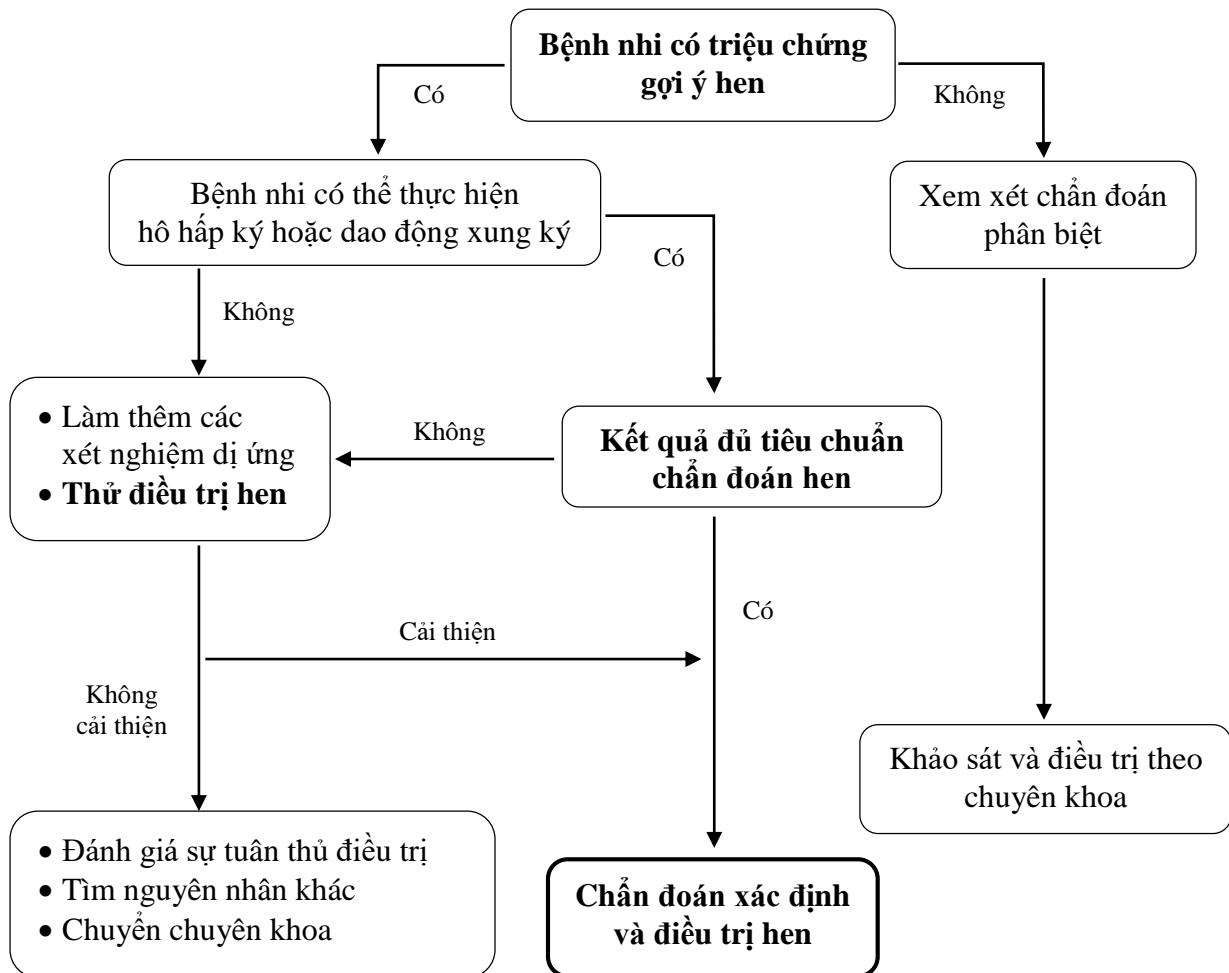 Bệnh nhi có triệu chứng
gợi ý hen
Có
Không
Bệnh nhi có thể thực hiện
hô hấp ký hoặc dao động xung ký
Xem xét chẩn đoán
phân biệt
Có
Không
• Làm thêm các
xét nghiệm dị ứng
• Thử điều trị hen
Không
Kết quả đủ tiêu chuẩn
chẩn đoán hen
Có
Cải thiện
Không
cải thiện
Khảo sát và điều trị theo
chuyên khoa
• Đánh giá sự tuân thủ điều trị
• Tìm nguyên nhân khác
• Chuyển chuyên khoa
Chẩn đoán xác định
và điều trị hen